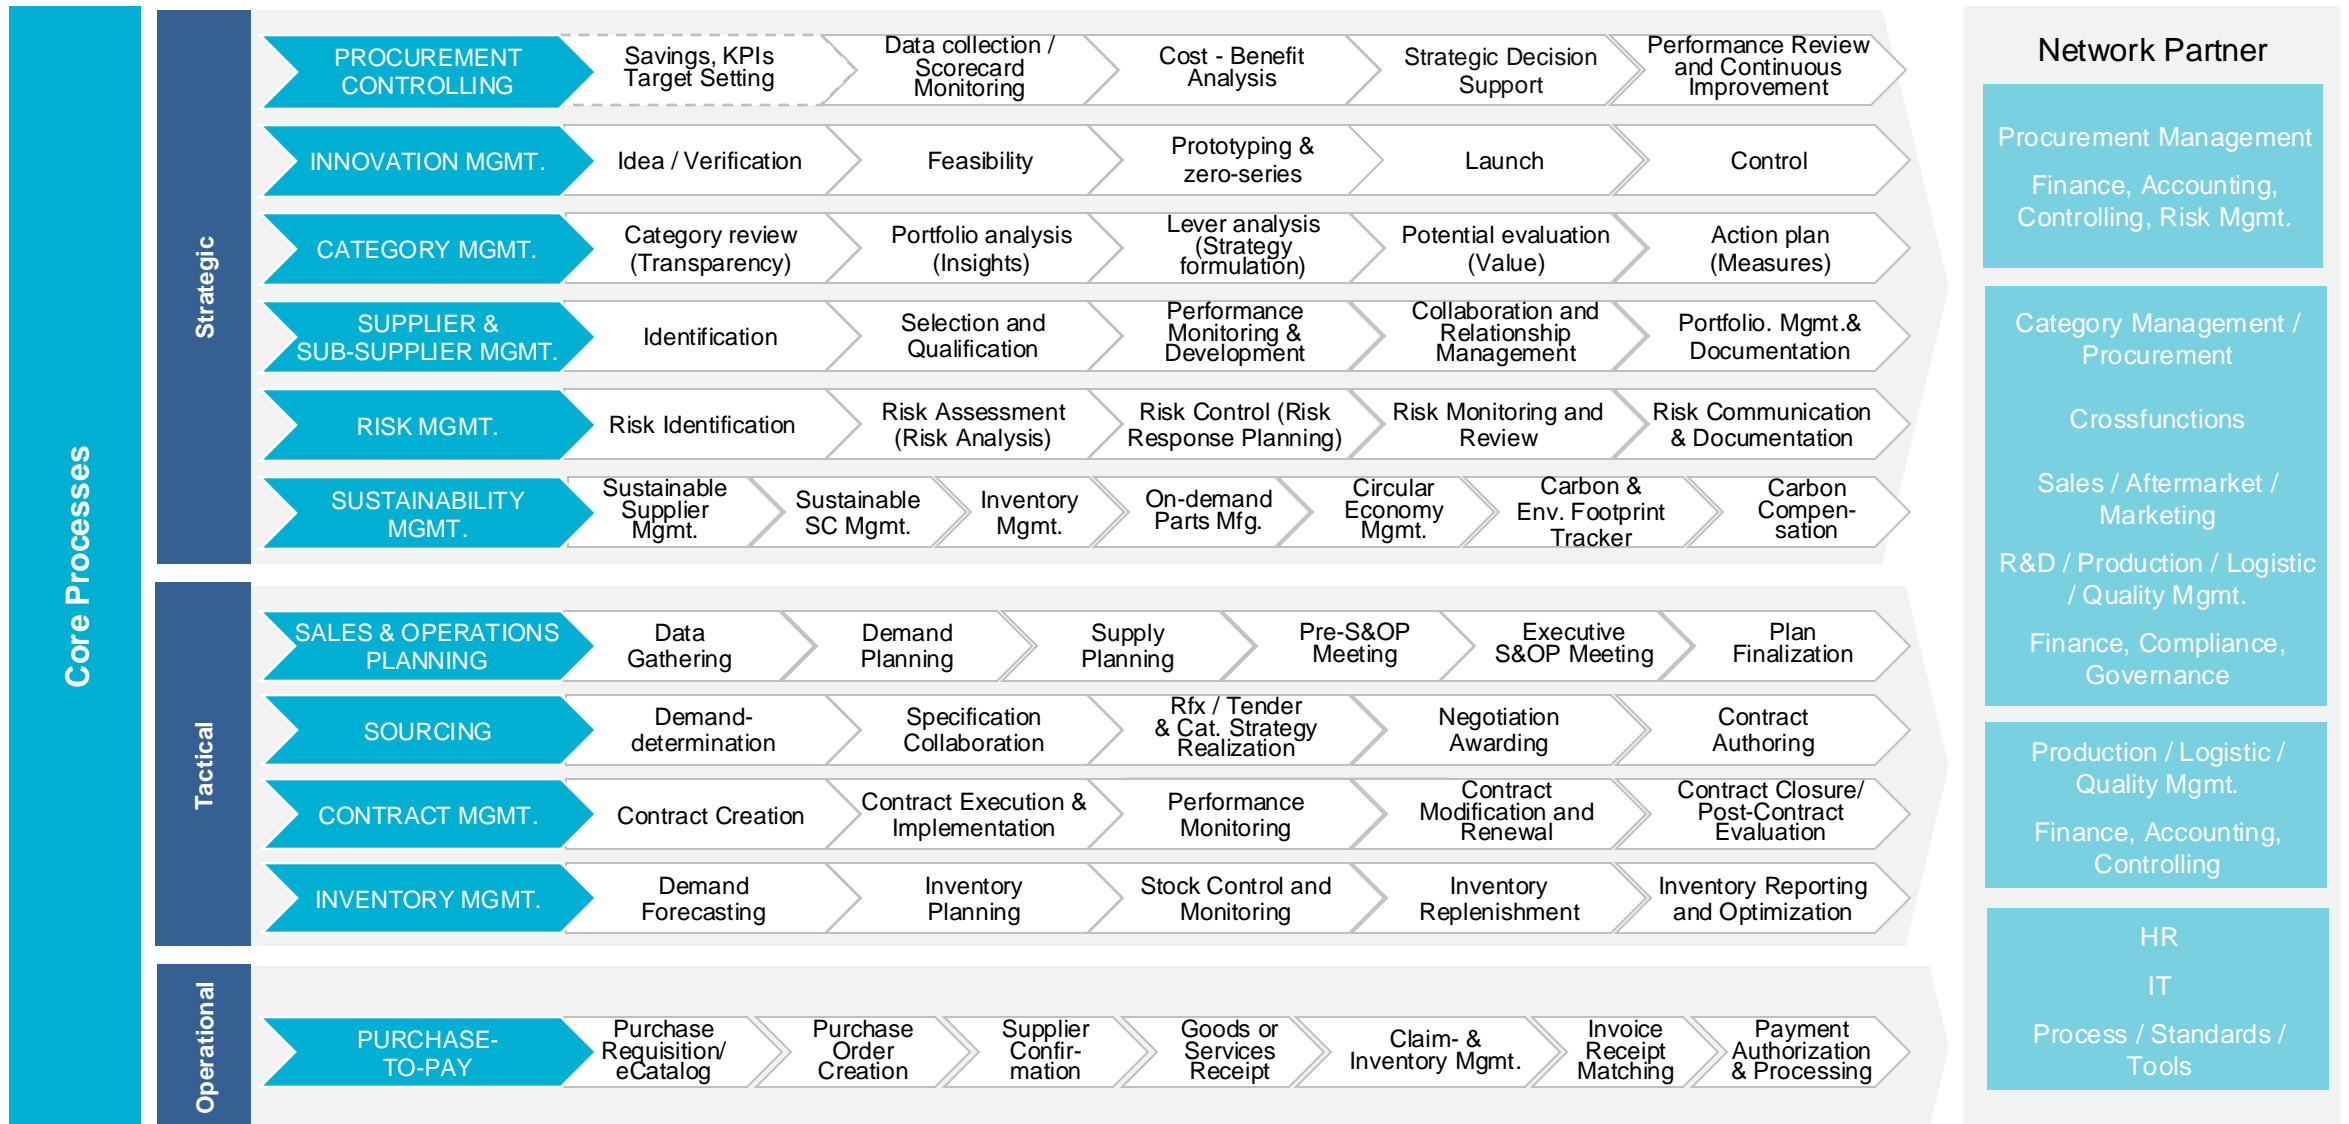 Core Processes
Strategic
PROCUREMENT
CONTROLLING
Savings, KPIs
Target Setting
Data collection /
Scorecard
Monitoring
Cost - Benefit
Analysis
Strategic Decision
Support
Performance Review
and Continuous
Improvement
INNOVATION MGMT.
Idea / Verification
Feasibility
Prototyping &
zero-series
Launch
Control
CATEGORY MGMT.
Category review
(Transparency)
Portfolio analysis
(Insights)
Lever analysis
(Strategy
formulation)
Potential evaluation
(Value)
Action plan
(Measures)
SUPPLIER &
SUB-SUPPLIER MGMT.
Identification
Selection and
Qualification
Performance
Monitoring &
Development
Collaboration and
Relationship
Management
Portfolio. Mgmt.&
Documentation
RISK MGMT.
Risk Identification
Risk Assessment
(Risk Analysis)
Risk Control (Risk
Response Planning)
Risk Monitoring and
Review
Risk Communication
& Documentation
SUSTAINABILITY
MGMT.
Sustainable
Supplier
Mgmt.
Sustainable
SC Mgmt.
Inventory
Mgmt.
On-demand
Parts Mfg.
Circular
Economy
Mgmt.
Carbon &
Env. Footprint
Tracker
Carbon
Compen-
sation
Tactical
SALES & OPERATIONS
PLANNING
Data
Gathering
Demand
Planning
Supply
Planning
Pre-S&OP
Meeting
Executive
S&OP Meeting
Plan
Finalization
SOURCING
Demand-
determination
Specification
Collaboration
Rfx / Tender
& Cat. Strategy
Realization
Negotiation
Awarding
Contract
Authoring
CONTRACT MGMT.
Contract Creation
Contract Execution &
Implementation
Performance
Monitoring
Contract
Modification and
Renewal
Contract Closure/
Post-Contract
Evaluation
INVENTORY MGMT.
Demand
Forecasting
Inventory
Planning
Stock Control and
Monitoring
Inventory
Replenishment
Inventory Reporting
and Optimization
Operational
PURCHASE-
TO-PAY
Purchase
Requisition/
eCatalog
Purchase
Order
Creation
Supplier
Confir-
mation
Goods or
Services
Receipt
Claim- &
Inventory Mgmt.
Invoice
Receipt
Matching
Payment
Authorization
& Processing
Network Partner
Procurement Management
Finance, Accounting,
Controlling, Risk Mgmt.
Category Management /
Procurement
Crossfunctions
Sales / Aftermarket /
Marketing
R&D / Production / Logistic
/ Quality Mgmt.
Finance, Compliance,
Governance
Production / Logistic /
Quality Mgmt.
Finance, Accounting,
Controlling
HR
IT
Process / Standards /
Tools